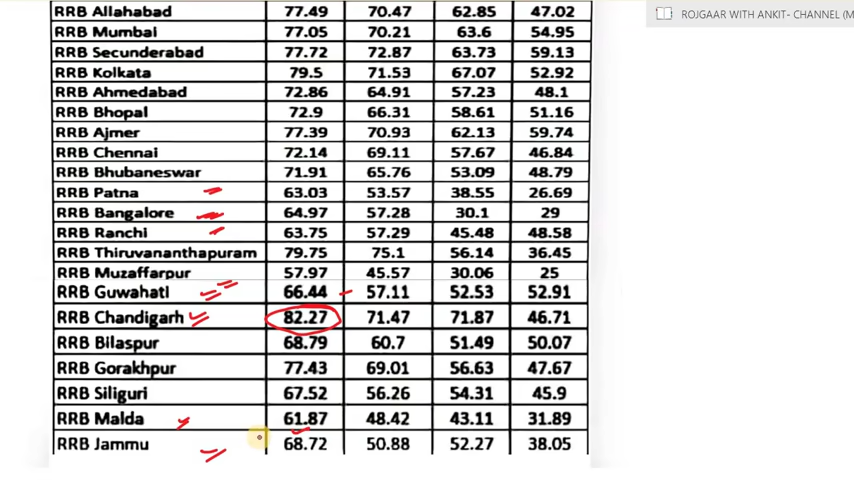 RRB Allahabad 77.49 70.47 62.85 47.02
ROJGAAR WITH ANKIT- CHANNEL (M
RRB Mumbai 77.05 70.21 63.6 54.95
RRB Secunderabad 77.72 72.87 63.73 59.13
RRB Kolkata 79.5 71.53 67.07 52.92
RRB Ahmedabad 72.86 64.91 57.23 48.1
RRB Bhopal 72.9 66.31 58.61 51.16
RRB Ajmer 77.39 70.93 62.13 59.74
RRB Chennai 72.14 69.11 57.67 46.84
RRB Bhubaneswar 71.91 65.76 53.09 48.79
RRB Patna 63.03 53.57 38.55 26.69
RRB Bangalore 64.97 57.28 30.1 29
RRB Ranchi 63.75 57.29 45.48 48.58
RRB Thiruvananthapuram 79.75 75.1 56.14 36.45
RRB Muzaffarpur 57.97 45.57 30.06 25
RRB Guwahati 66.44 57.11 52.53 52.91
RRB Chandigarh 82.27 71.47 71.87 46.71
RRB Bilaspur 68.79 60.7 51.49 50.07
RRB Gorakhpur 77.43 69.01 56.63 47.67
RRB Siliguri 67.52 56.26 54.31 45.9
RRB Malda 61.87 48.42 43.11 31.89
RRB Jammu 68.72 50.88 52.27 38.05